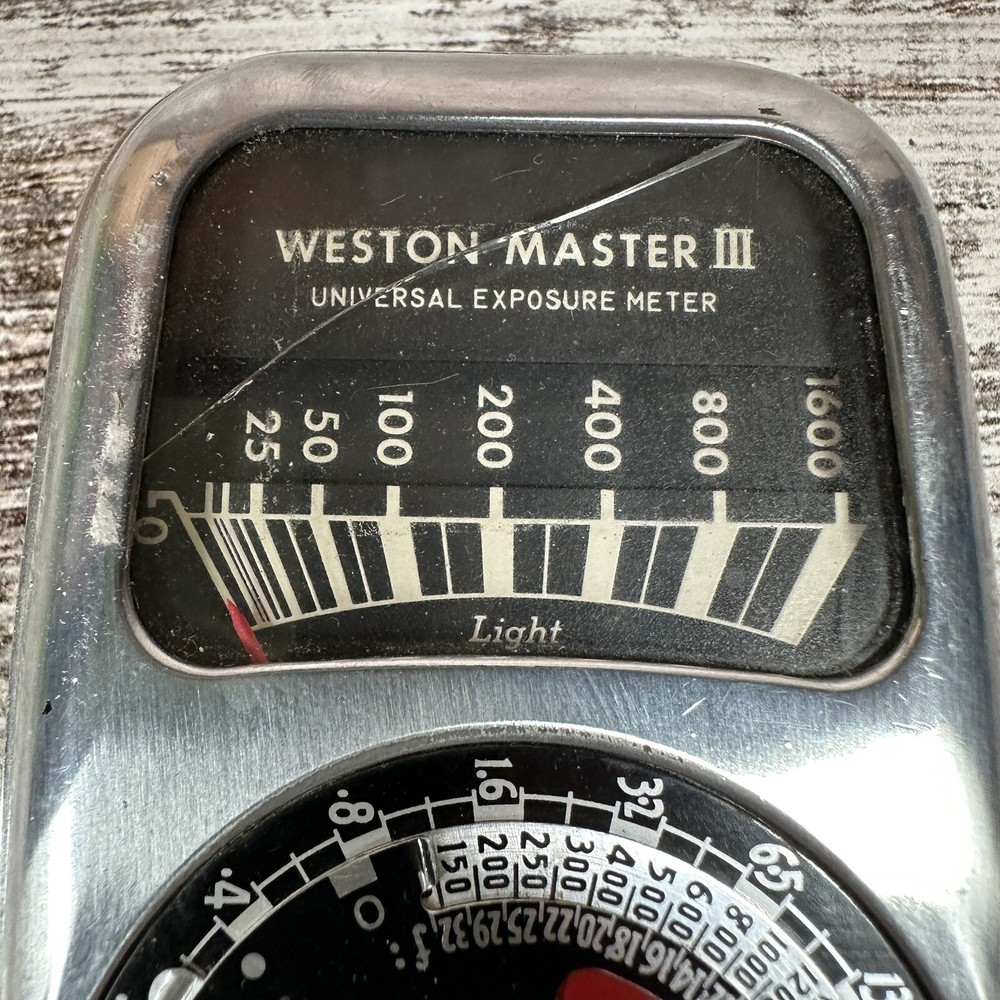 WESTON MASTER III
UNIVERSAL EXPOSURE METER
25 50 100 200 400 800 1600
0
Light
.4 .8 1.6 3.2 6.5
150 200 250 300 400 500 600 800
O
f: 32 29 25 22 20 18 16 14